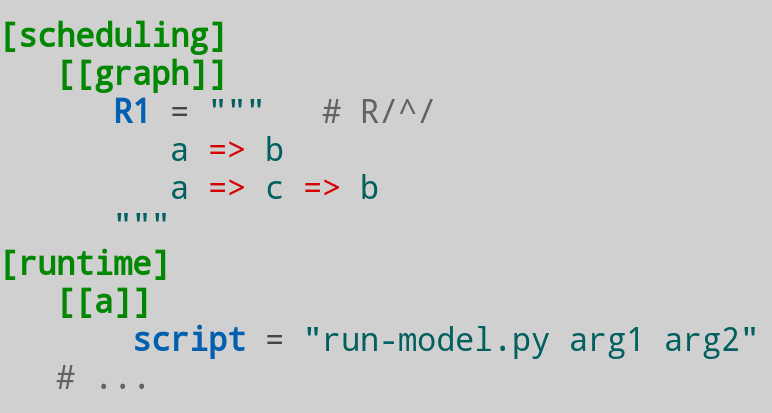 [scheduling]
   [[graph]]
      R1 = """   # R/^/
         a => b
         a => c => b
      """
[runtime]
   [[a]]
       script = "run-model.py arg1 arg2"
   # ...